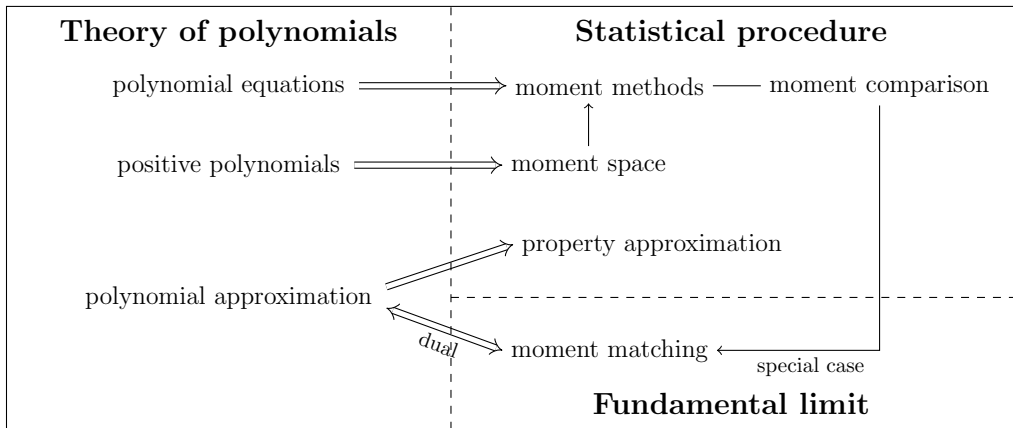 Theory of polynomials
Statistical procedure
polynomial equations
moment methods
moment comparison
positive polynomials
moment space
property approximation
polynomial approximation
dual
moment matching
special case
Fundamental limit